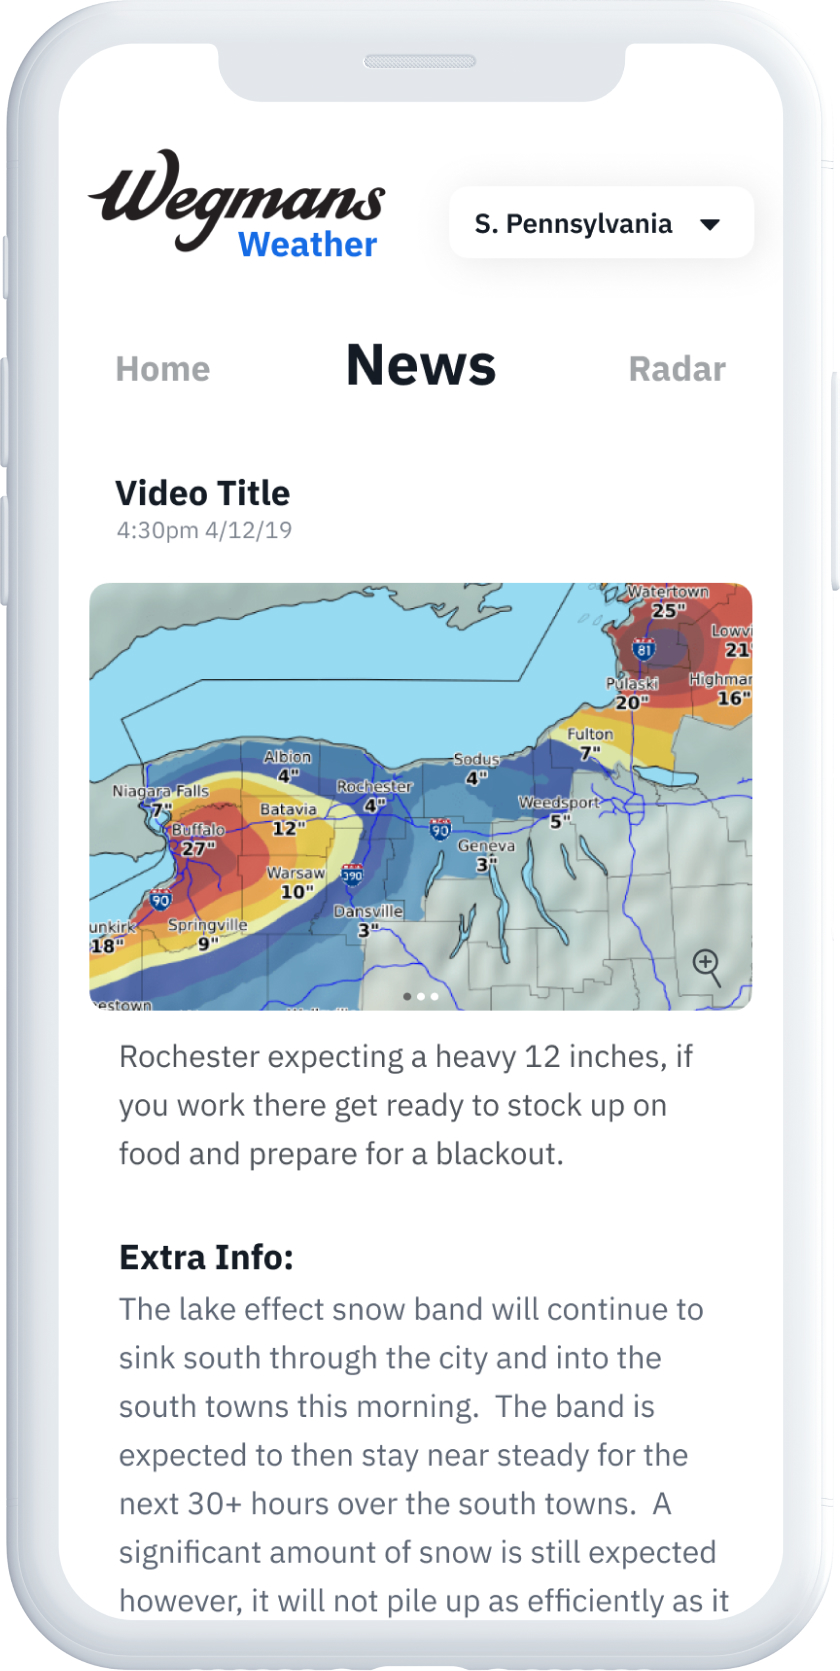 Wegmans
Weather
S. Pennsylvania
Home
News
Radar
Video Title
4:30pm 4/12/19
Watertown
25"
Lowvi
21
81
Pulaski
20"
Highmar
16"
Fulton
7"
Albion
4"
Sodus
4"
Niagara Falls
7"
Rochester
4"
Weedsport
5"
Batavia
12"
Buffalo
27"
90
Geneva
3"
Warsaw
10"
390
90
Dansville
3"
unkirk
18"
Springville
9"
estown
Rochester expecting a heavy 12 inches, if
you work there get ready to stock up on
food and prepare for a blackout.
Extra Info:
The lake effect snow band will continue to
sink south through the city and into the
south towns this morning.  The band is
expected to then stay near steady for the
next 30+ hours over the south towns.  A
significant amount of snow is still expected
however, it will not pile up as efficiently as it